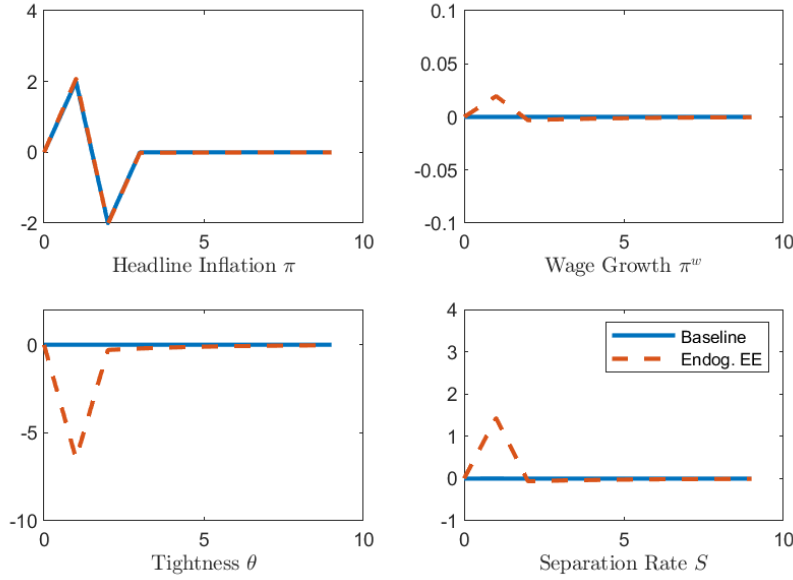 4
2
0
-2
0 5 10
Headline Inflation π
0.1
0.05
0
-0.05
-0.1
0 5 10
Wage Growth π^w
0
-5
-10
0 5 10
Tightness θ
4
3
2
1
0
-1
0 5 10
Separation Rate S
Baseline
Endog. EE